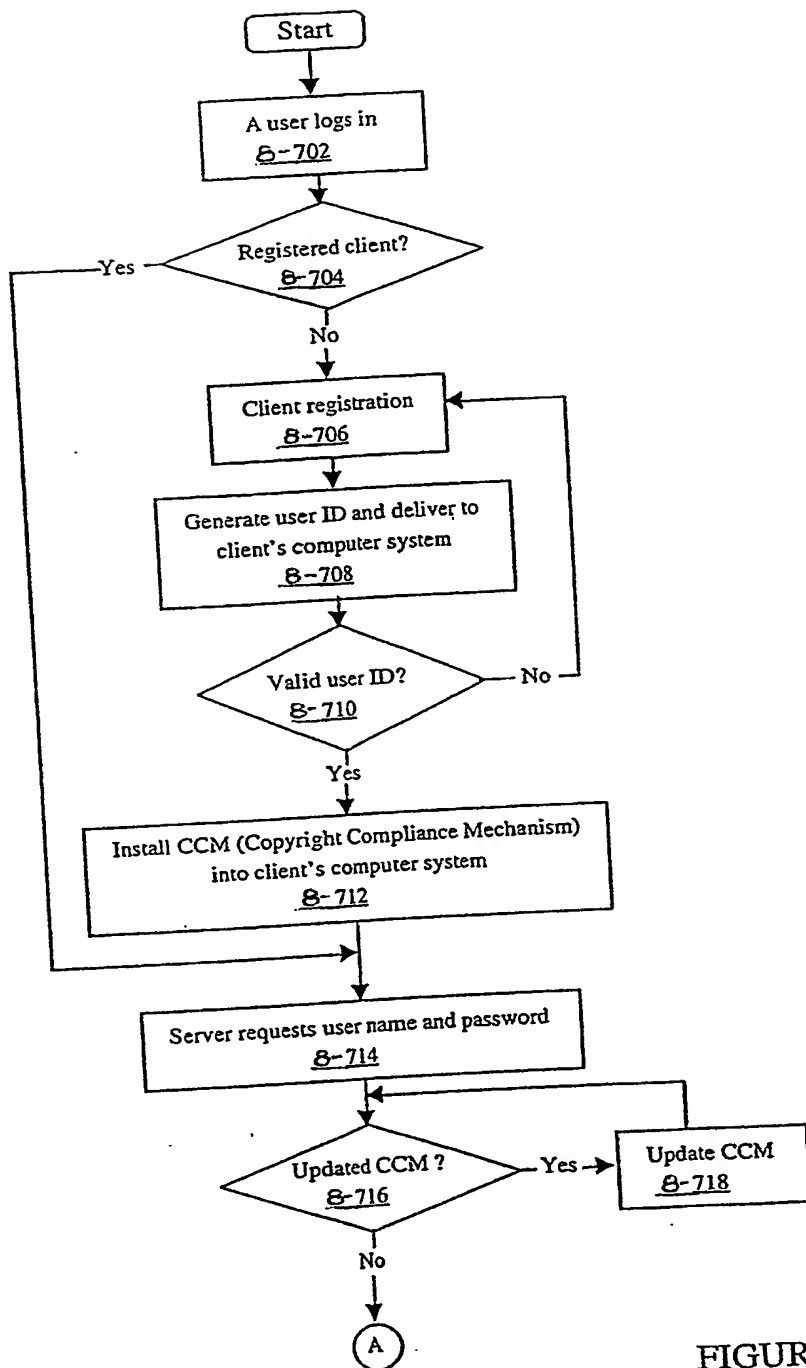 Start
A user logs in
8-702
Registered client?
8-704
Yes
No
Client registration
8-706
Generate user ID and deliver to
client's computer system
8-708
Valid user ID?
8-710
No
Yes
Install CCM (Copyright Compliance Mechanism)
into client's computer system
8-712
Server requests user name and password
8-714
Updated CCM ?
8-716
Yes
Update CCM
8-718
No
A
FIGUR